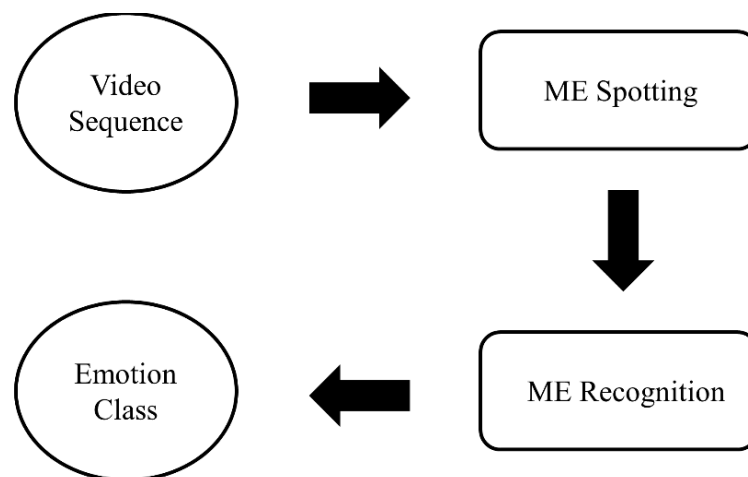 Video
Sequence
ME Spotting
ME Recognition
Emotion
Class